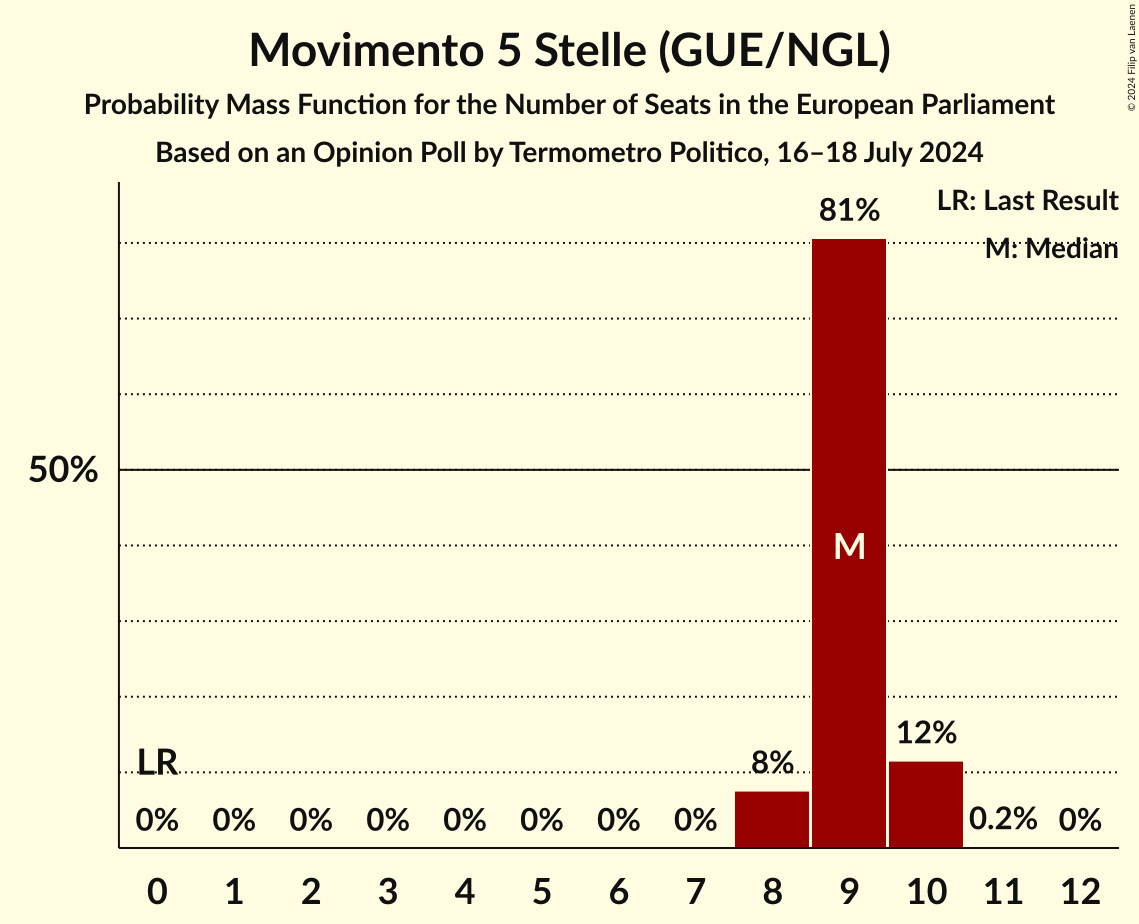 Movimento 5 Stelle (GUE/NGL)
Probability Mass Function for the Number of Seats in the European Parliament
Based on an Opinion Poll by Termometro Politico, 16–18 July 2024
© 2024 Filip van Laenen
LR: Last Result
M: Median
81%
50%
M
12%
LR
8%
0% 0% 0% 0% 0% 0% 0% 0% 0.2% 0%
0 1 2 3 4 5 6 7 8 9 10 11 12